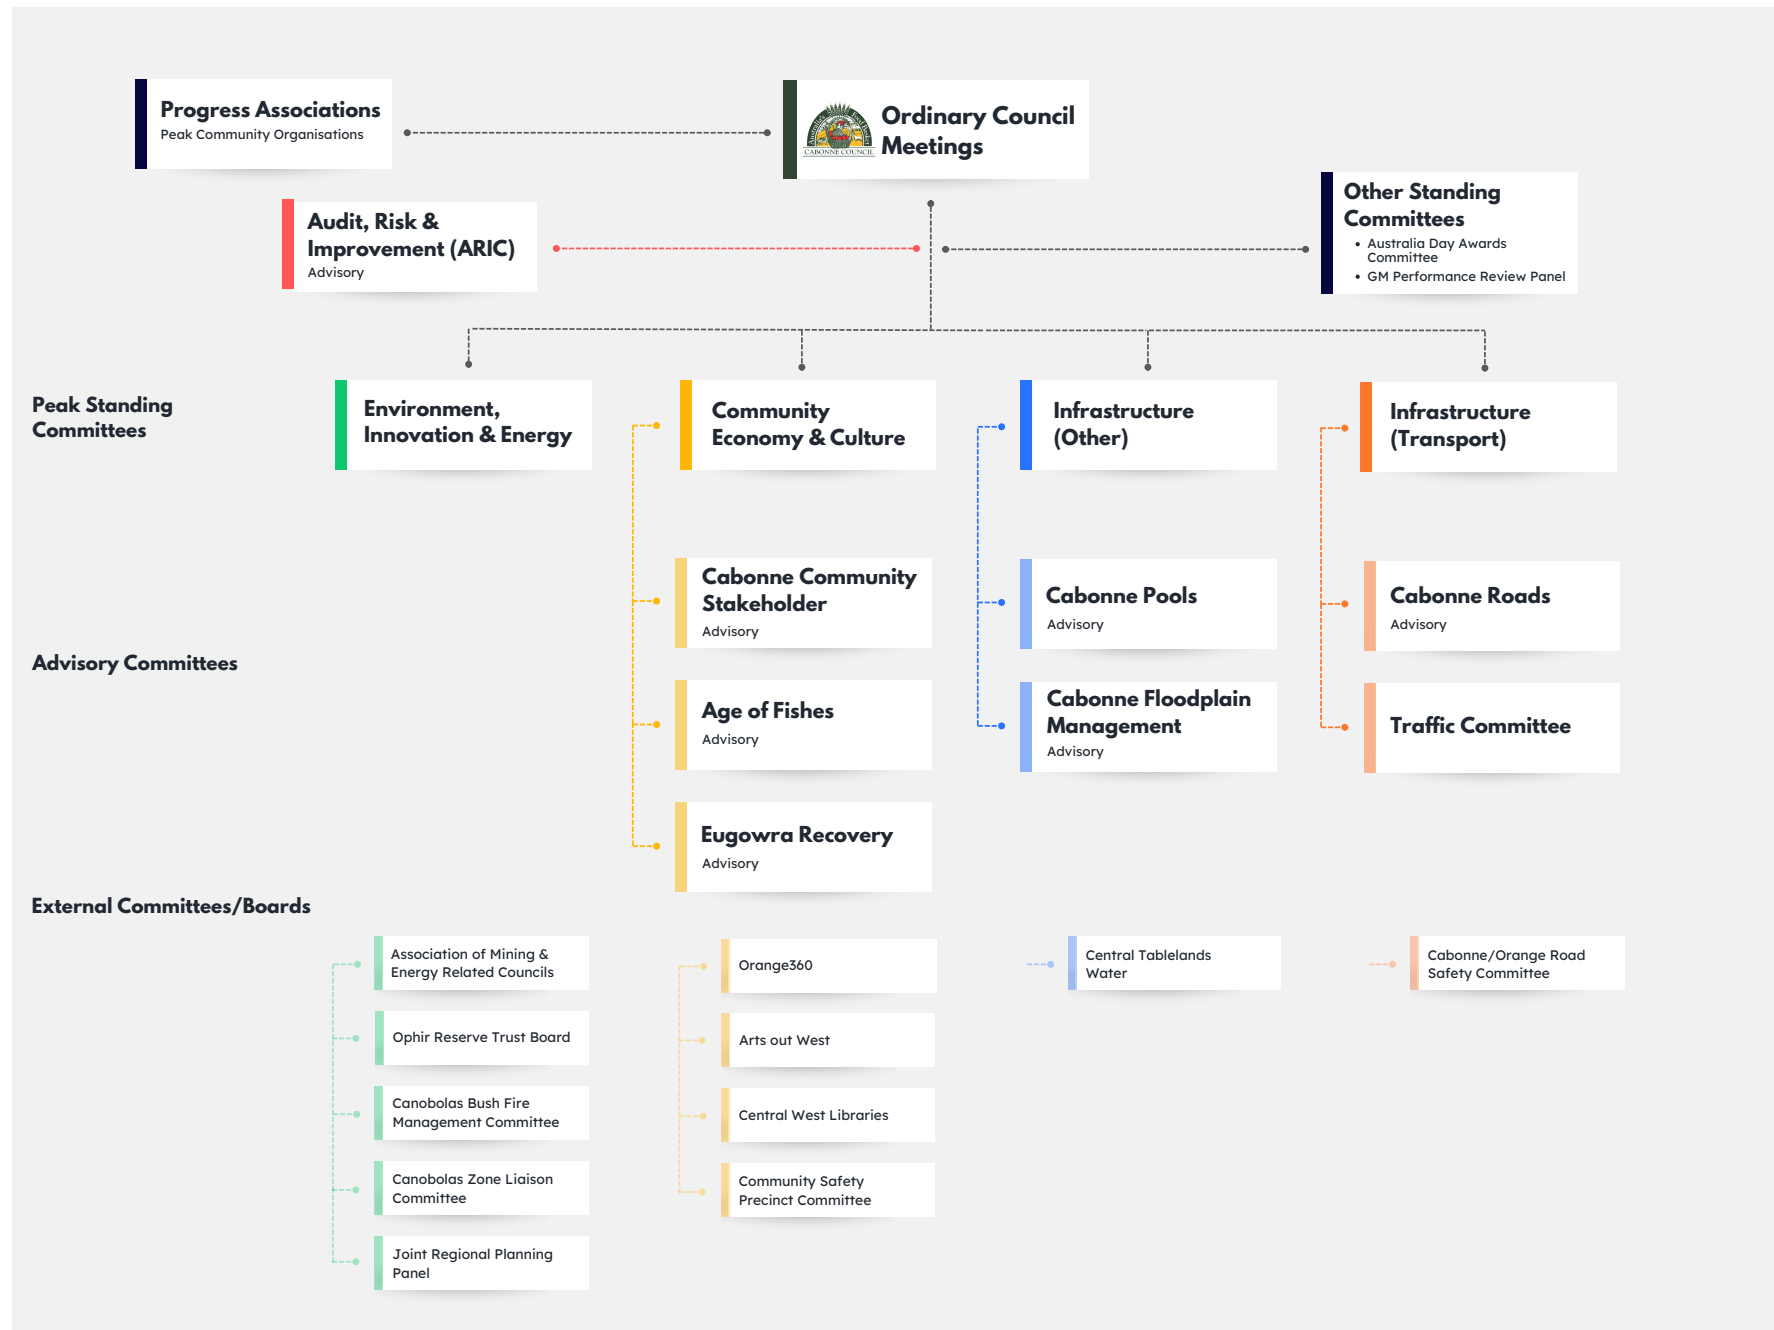 Progress Associations
Peak Community Organisations
CABONNE COUNCIL
Ordinary Council
Meetings
Audit, Risk &
Improvement (ARIC)
Advisory
Other Standing
Committees
• Australia Day Awards
Committee
• GM Performance Review Panel
Peak Standing
Committees
Environment,
Innovation & Energy
Community
Economy & Culture
Infrastructure
(Other)
Infrastructure
(Transport)
Advisory Committees
Cabonne Community
Stakeholder
Advisory
Age of Fishes
Advisory
Eugowra Recovery
Advisory
Cabonne Pools
Advisory
Cabonne Floodplain
Management
Advisory
Cabonne Roads
Advisory
Traffic Committee
External Committees/Boards
Association of Mining &
Energy Related Councils
Ophir Reserve Trust Board
Canobolas Bush Fire
Management Committee
Canobolas Zone Liaison
Committee
Joint Regional Planning
Panel
Orange360
Arts out West
Central West Libraries
Community Safety
Precinct Committee
Central Tablelands
Water
Cabonne/Orange Road
Safety Committee